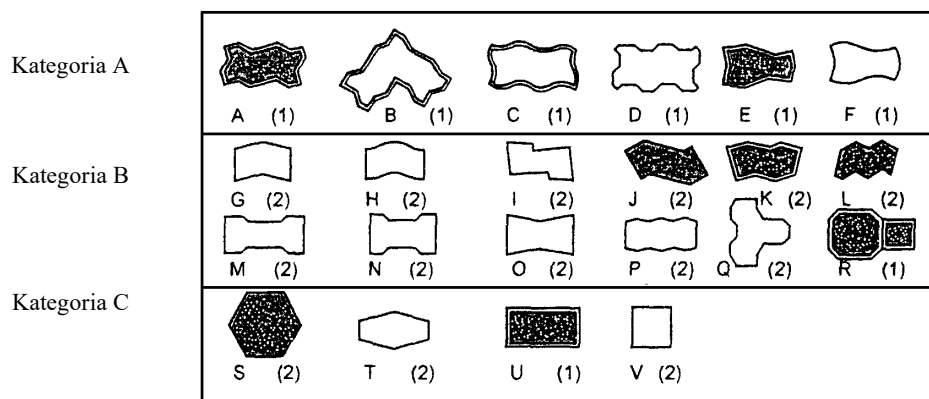 Kategoria A
A (1) B (1) C (1) D (1) E (1) F (1)
Kategoria B
G (2) H (2) I (2) J (2) K (2) L (2)
M (2) N (2) O (2) P (2) Q (2) R (1)
Kategoria C
S (2) T (2) U (1) V (2)